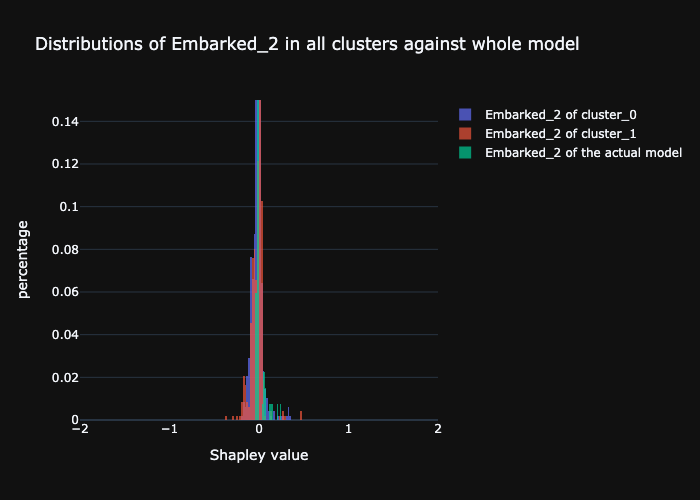 Distributions of Embarked_2 in all clusters against whole model
Embarked_2 of cluster_0
Embarked_2 of cluster_1
Embarked_2 of the actual model
percentage
0.14
0.12
0.1
0.08
0.06
0.04
0.02
0
−2
−1
0
1
2
Shapley value